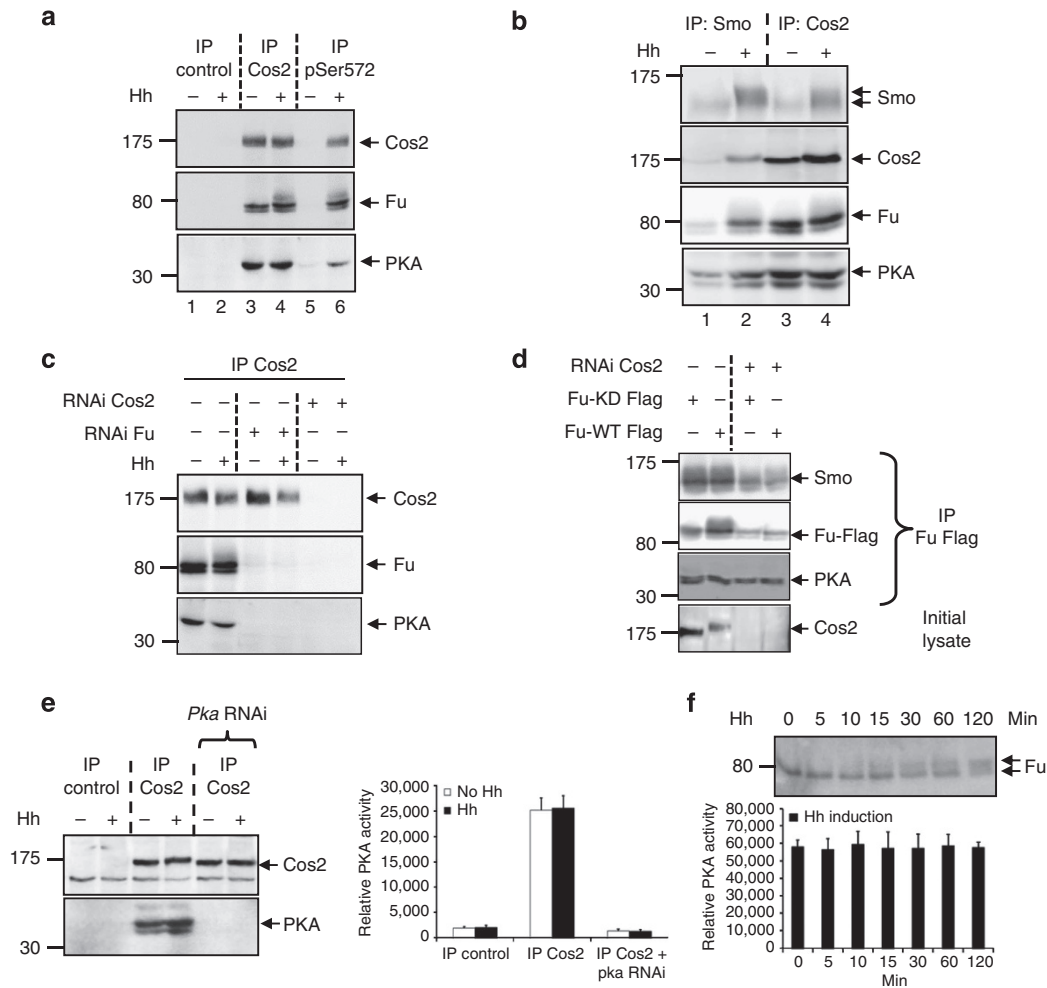 a
IP control
IP Cos2
IP pSer572
Hh – + – + – +
175
Cos2
80
Fu
30
PKA
1 2 3 4 5 6
b
IP: Smo IP: Cos2
Hh – + – +
175
Smo
175
Cos2
80
Fu
30
PKA
1 2 3 4
c
IP Cos2
RNAi Cos2 – – – – + +
RNAi Fu – – + + – –
Hh – + – + – +
175
Cos2
80
Fu
30
PKA
d
RNAi Cos2 – – + +
Fu-KD Flag + – + –
Fu-WT Flag – + – +
175
Smo
80
Fu-Flag
30
PKA
IP
Fu Flag
175
Cos2
Initial
lysate
e
Pka RNAi
IP control
IP Cos2
IP Cos2
Hh – + – + – +
175
Cos2
30
PKA
Relative PKA activity
30,000
25,000
20,000
15,000
10,000
5,000
0
No Hh
Hh
IP control
IP Cos2
IP Cos2 +
pka RNAi
f
Hh 0 5 10 15 30 60 120 Min
80
Fu
Relative PKA activity
80,000
70,000
60,000
50,000
40,000
30,000
20,000
10,000
0
Hh induction
0 5 10 15 30 60 120
Min